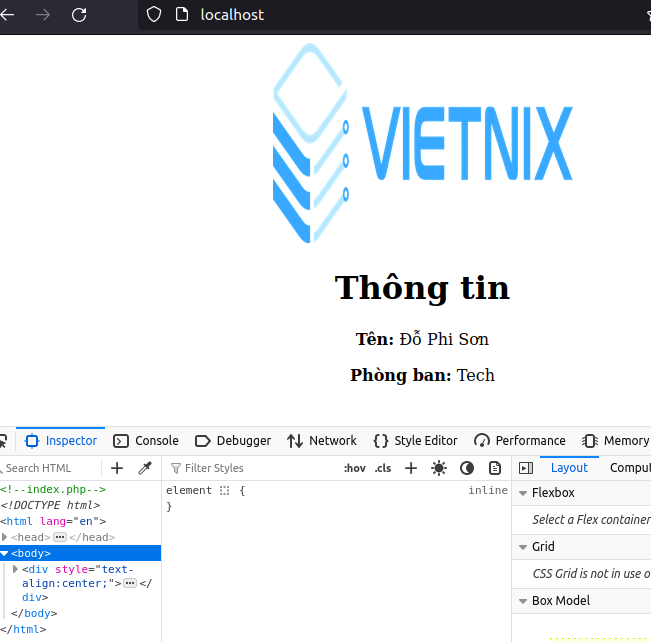 localhost
VIETNIX
Thông tin
Tên: Đỗ Phi Sơn
Phòng ban: Tech
Inspector Console Debugger Network Style Editor Performance Memory
Search HTML
Filter Styles :hov .cls
Layout
<!--index.php-->
<!DOCTYPE html>
<html lang="en">
<head> ••• </head>
<body>
<div style="text-
align:center;"> ••• </
div>
</body>
</html>
element { inline
}
Flexbox
Select a Flex container
Grid
CSS Grid is not in use o
Box Model